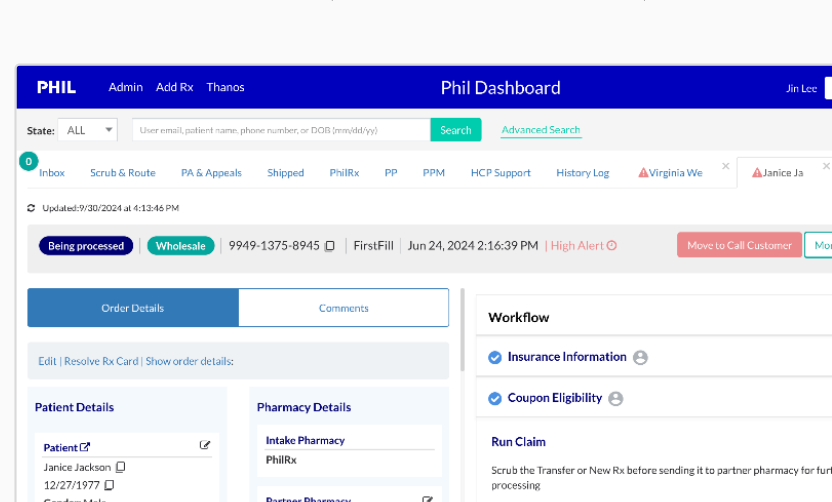 PHIL Admin Add Rx Thanos Phil Dashboard Jin Lee
State: ALL User email, patient name, phone number, or DOB (mm/dd/yy) Search Advanced Search
0
Inbox Scrub & Route PA & Appeals Shipped PhilRx PP PPM HCP Support History Log Virginia We × Janice Ja ×
Updated:9/30/2024 at 4:13:46 PM
Being processed | Wholesale | 9949-1375-8945 | FirstFill | Jun 24, 2024 2:16:39 PM | High Alert Move to Call Customer
Order Details Comments
Workflow
Edit | Resolve Rx Card | Show order details:
Insurance Information
Coupon Eligibility
Patient Details Pharmacy Details
Run Claim
Intake Pharmacy
Patient
PhilRx
Janice Jackson
Scrub the Transfer or New Rx before sending it to partner pharmacy for
12/27/1977
processing
Partner Pharmacy